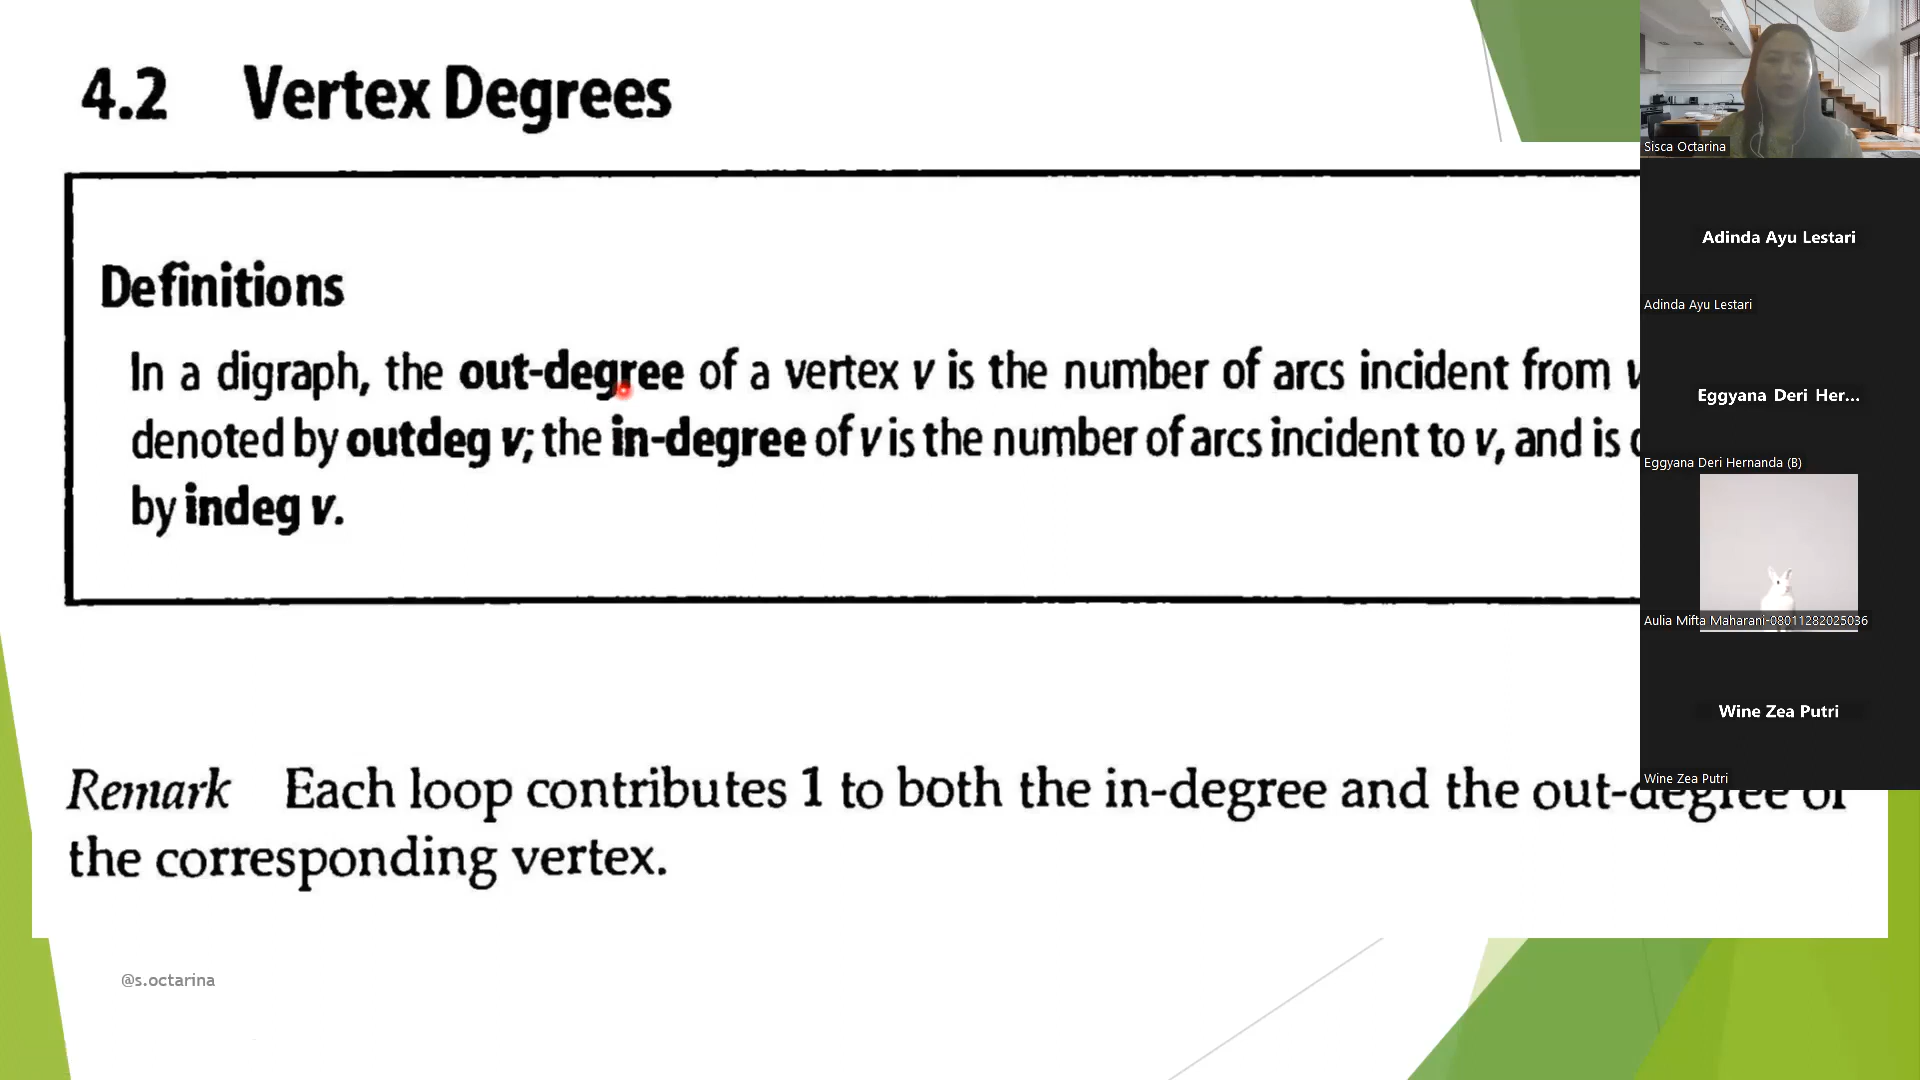 4.2 Vertex Degrees
Definitions
In a digraph, the out-degree of a vertex v is the number of arcs incident from v
denoted by outdeg v; the in-degree of v is the number of arcs incident to v, and is
by indeg v.
Remark Each loop contributes 1 to both the in-degree and the out-degree of
the corresponding vertex.
@s.octarina
Sisca Octarina
Adinda Ayu Lestari
Adinda Ayu Lestari
Eggyana Deri Her...
Eggyana Deri Hernanda (B)
Aulia Mifta Maharani-08011282025036
Wine Zea Putri
Wine Zea Putri